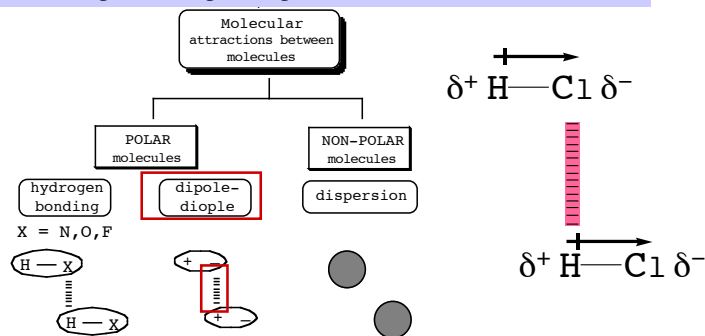 Molecular
attractions between
molecules
POLAR
molecules
NON-POLAR
molecules
hydrogen
bonding
dipole-
diople
dispersion
X = N,O,F
H — X
H — X
+ −
+ −
δ+ H—Cl δ−
δ+ H—Cl δ−